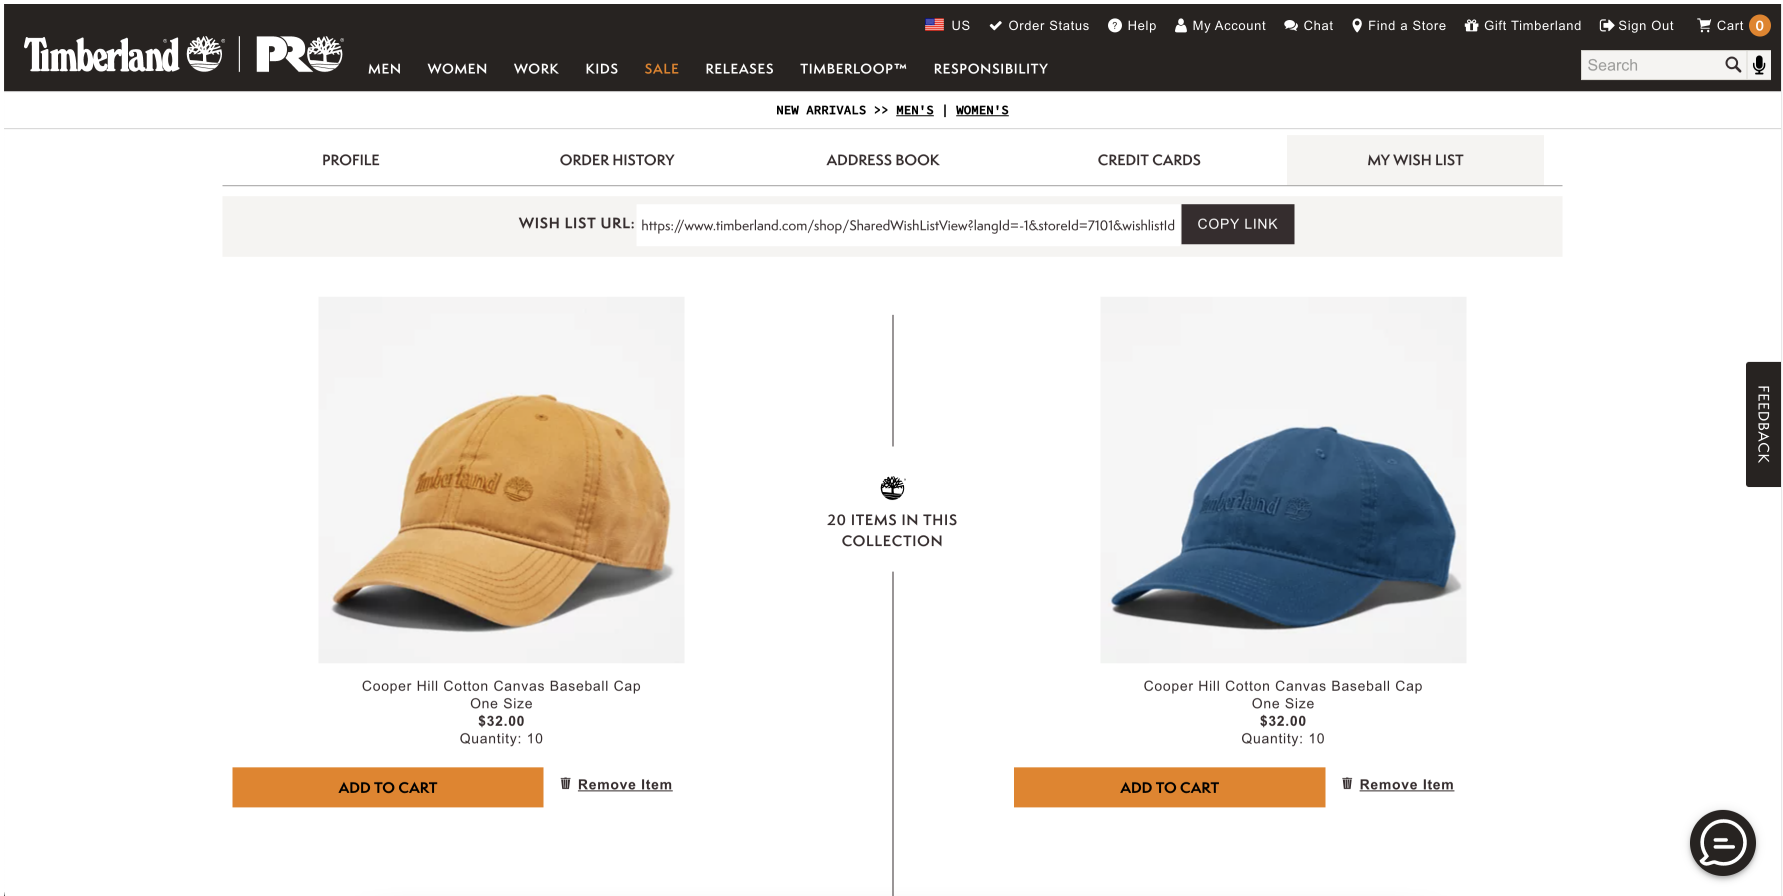 US
Order Status
Help
My Account
Chat
Find a Store
Gift Timberland
Sign Out
Cart 0
Timberland PRO
MEN
WOMEN
WORK
KIDS
SALE
RELEASES
TIMBERLOOP™
RESPONSIBILITY
Search
NEW ARRIVALS >> MEN'S | WOMEN'S
PROFILE
ORDER HISTORY
ADDRESS BOOK
CREDIT CARDS
MY WISH LIST
WISH LIST URL: https://www.timberland.com/shop/SharedWishListView?langId=-1&storeId=7101&wishlistId
COPY LINK
FEEDBACK
Timberland
Cooper Hill Cotton Canvas Baseball Cap
One Size
$32.00
Quantity: 10
ADD TO CART
Remove Item
20 ITEMS IN THIS
COLLECTION
Timberland
Cooper Hill Cotton Canvas Baseball Cap
One Size
$32.00
Quantity: 10
ADD TO CART
Remove Item